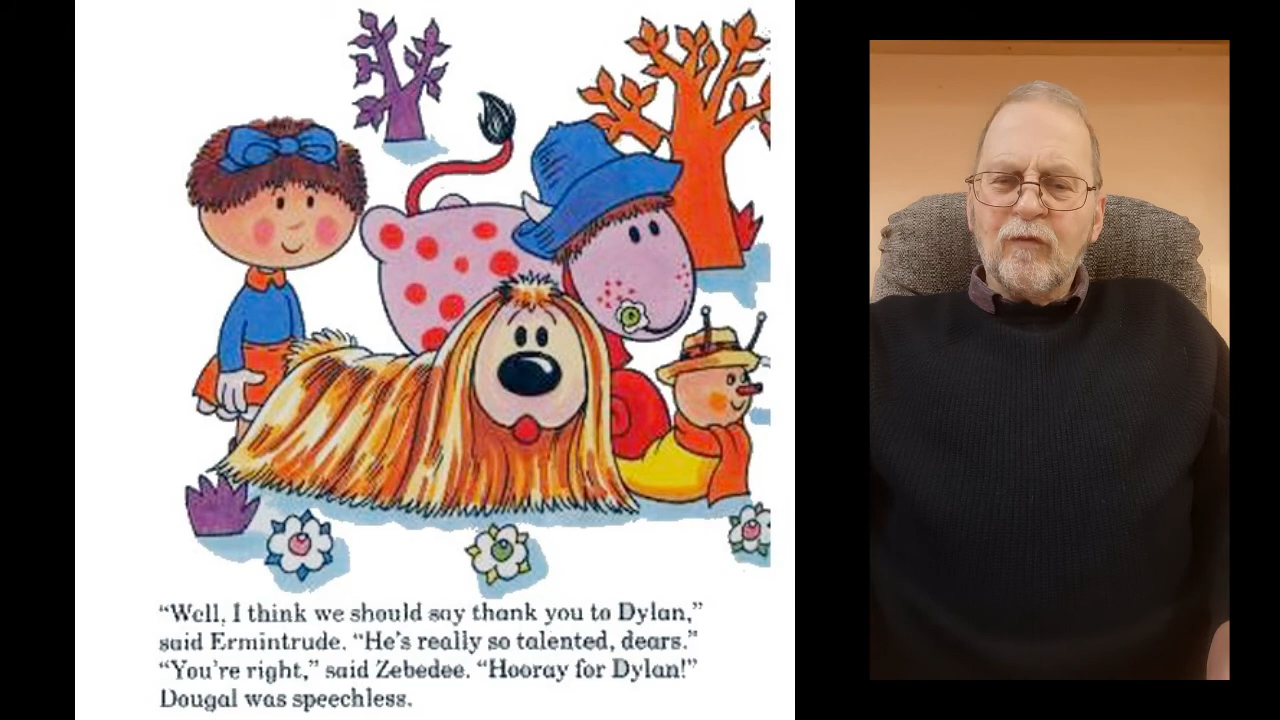 “Well, I think we should say thank you to Dylan,”
said Ermintrude. “He’s really so talented, dears.”
“You’re right,” said Zebedee. “Hooray for Dylan!”
Dougal was speechless.